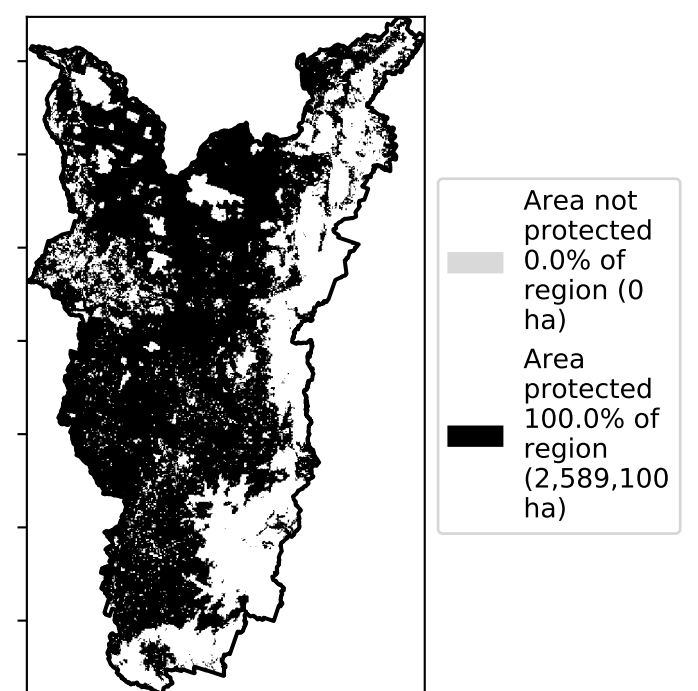 Area not
protected
0.0% of
region (0
ha)
Area
protected
100.0% of
region
(2,589,100
ha)